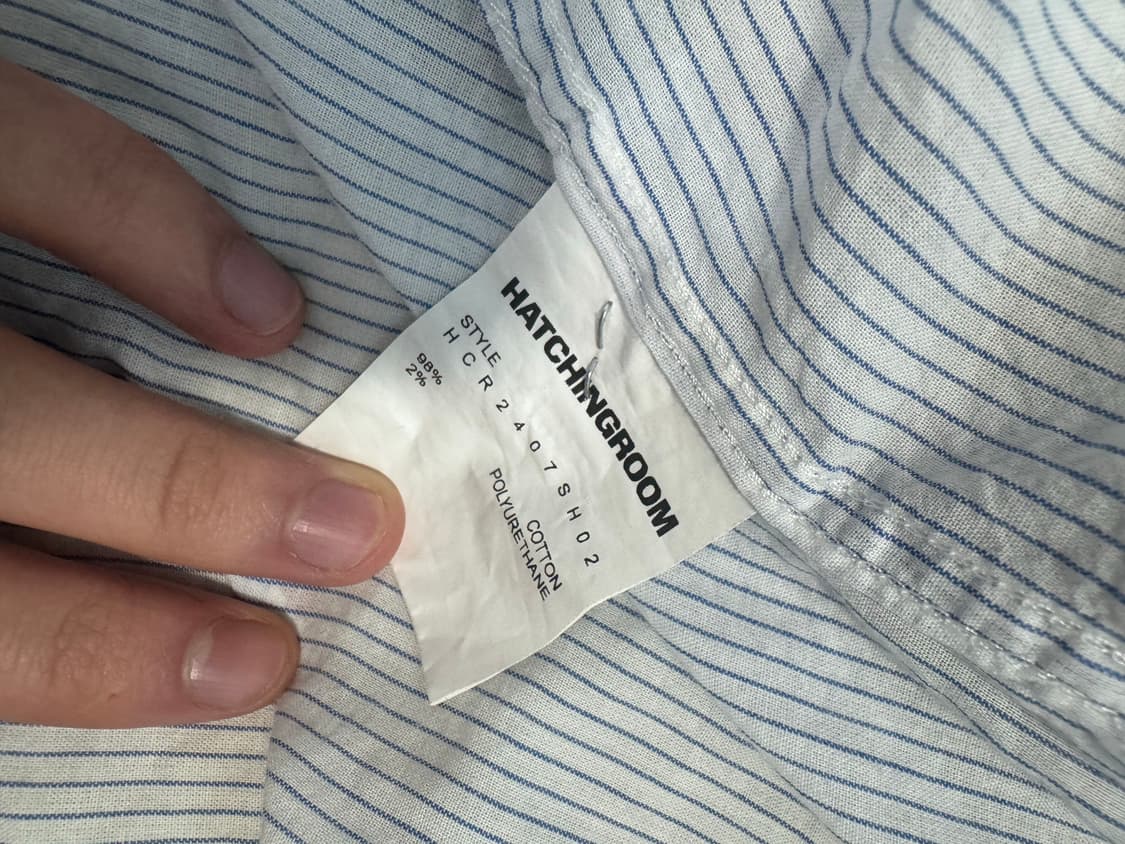 HATCHINGROOM
STYLE
H C R 2 4 0 7 S H 0 2
98% COTTON
2% POLYURETHANE